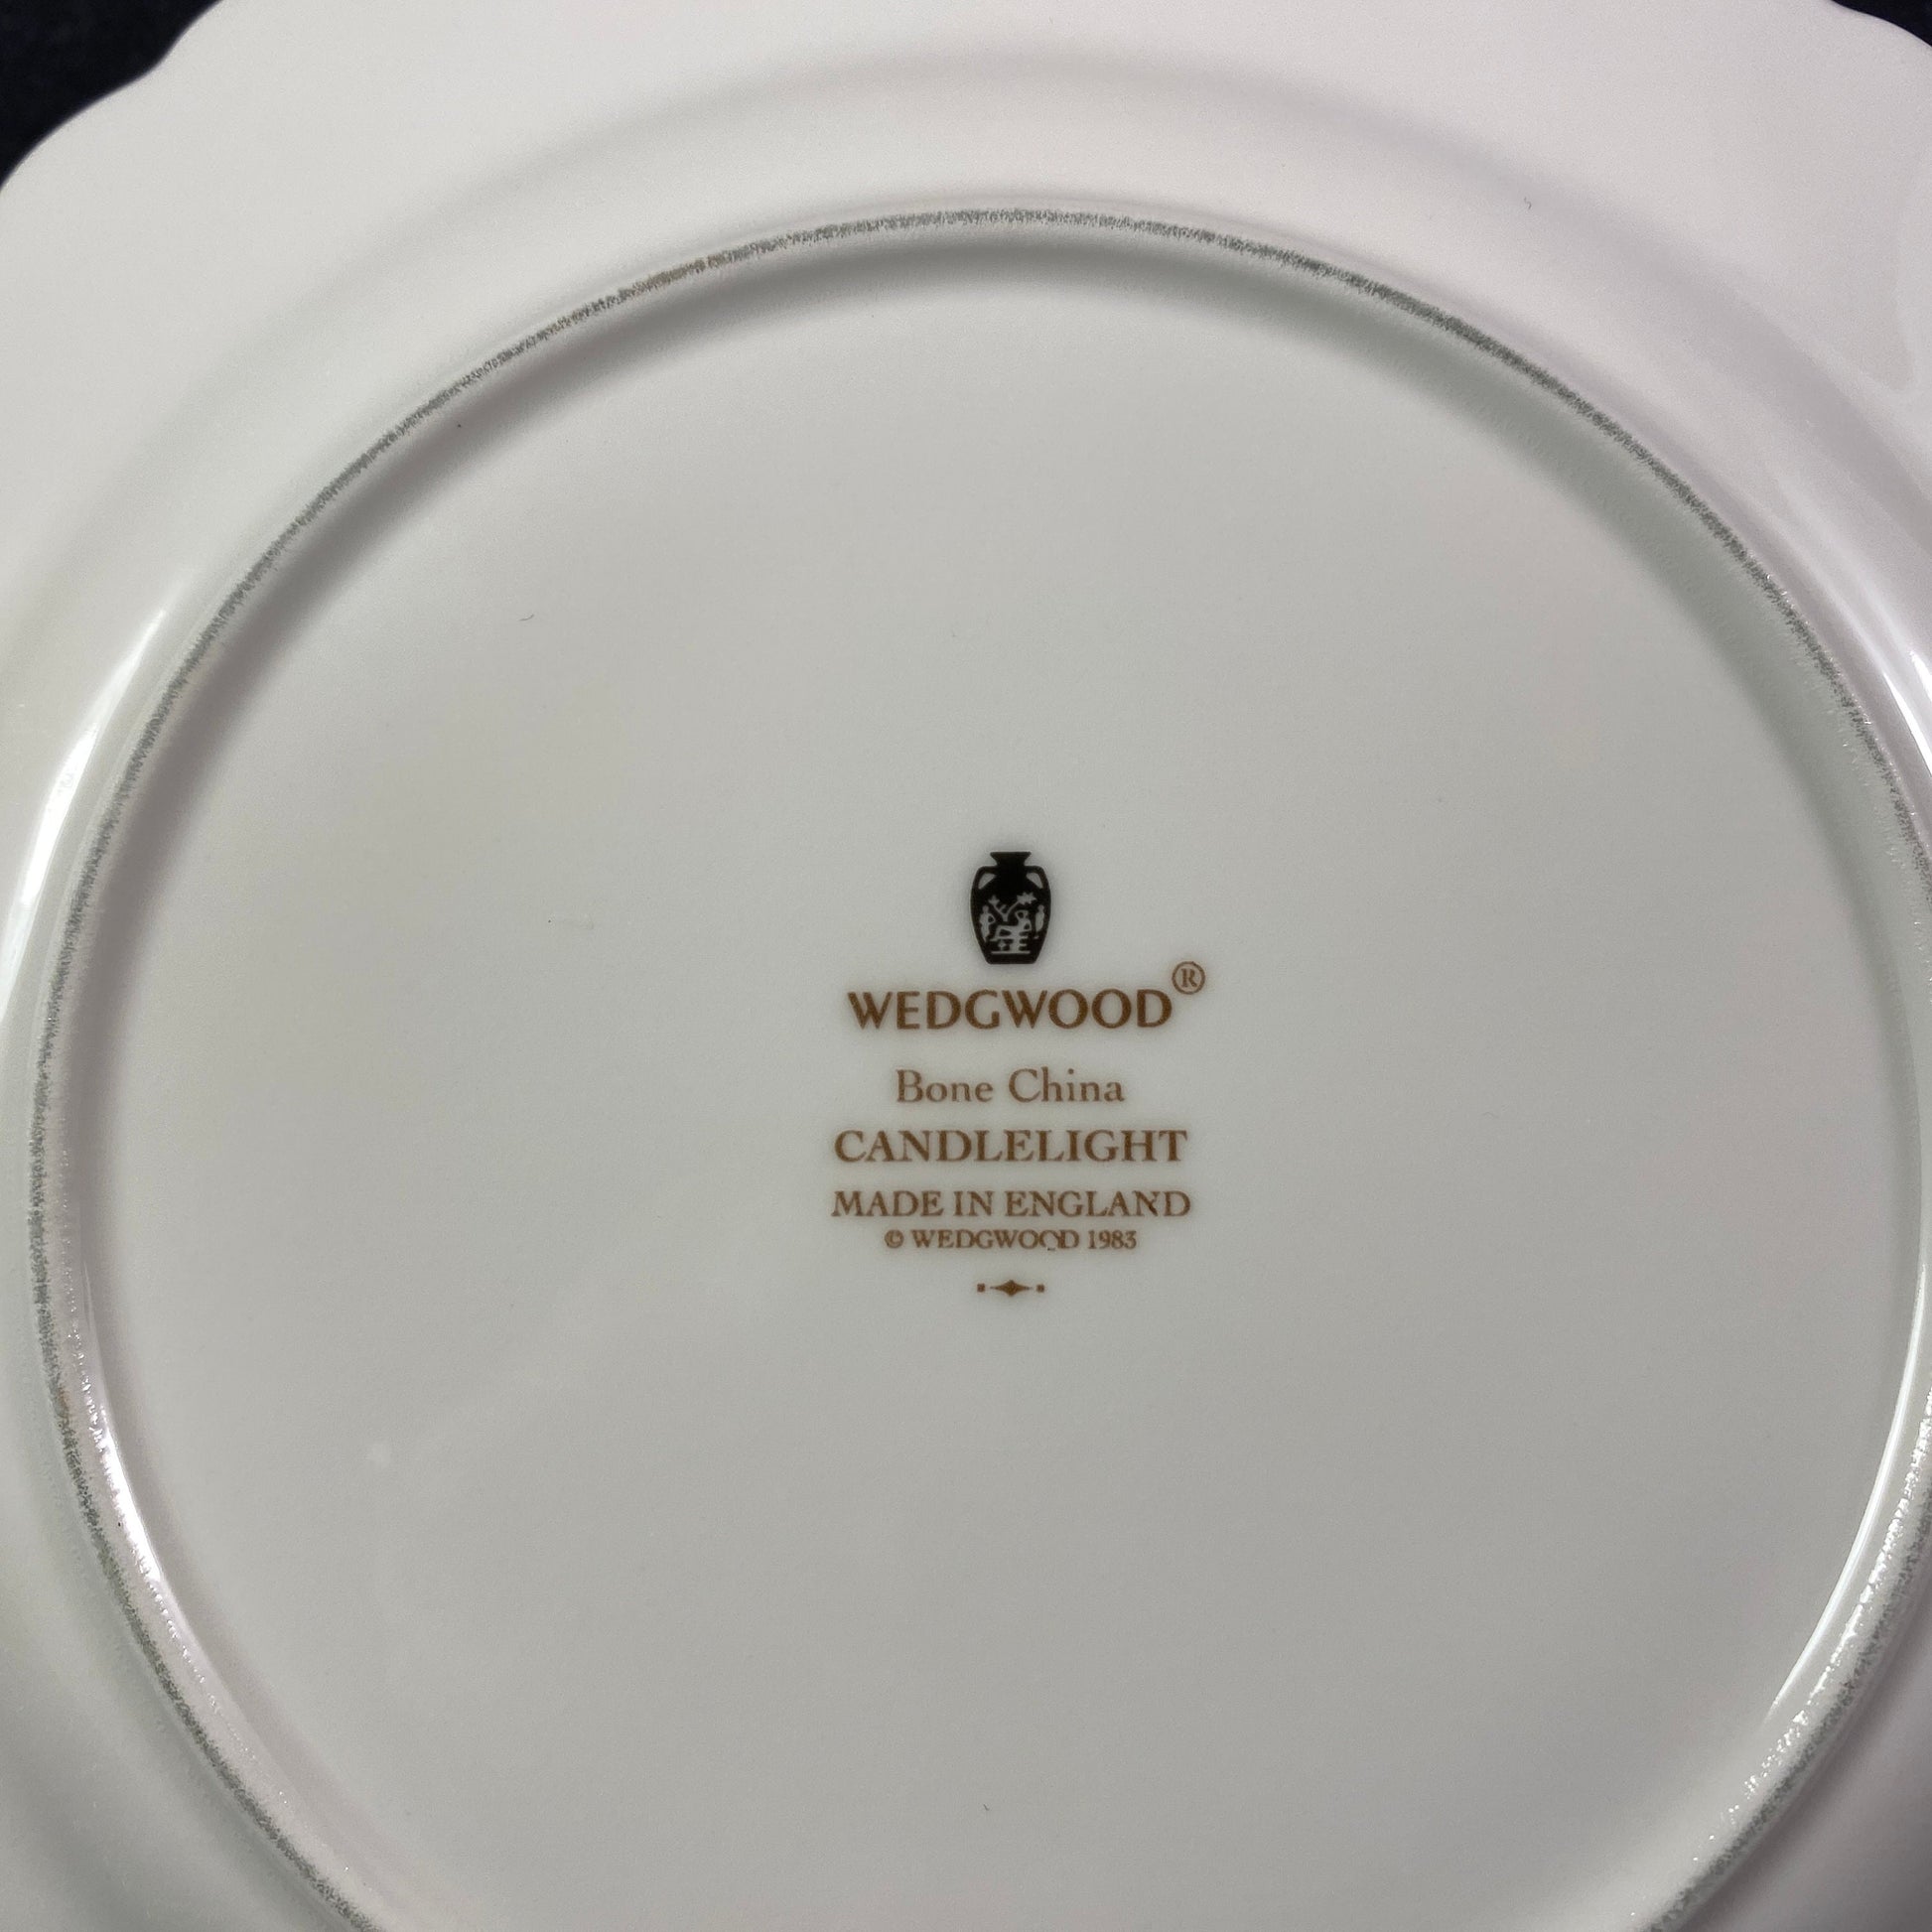 WEDGWOOD®
Bone China
CANDLELIGHT
MADE IN ENGLAND
© WEDGWOOD 1983